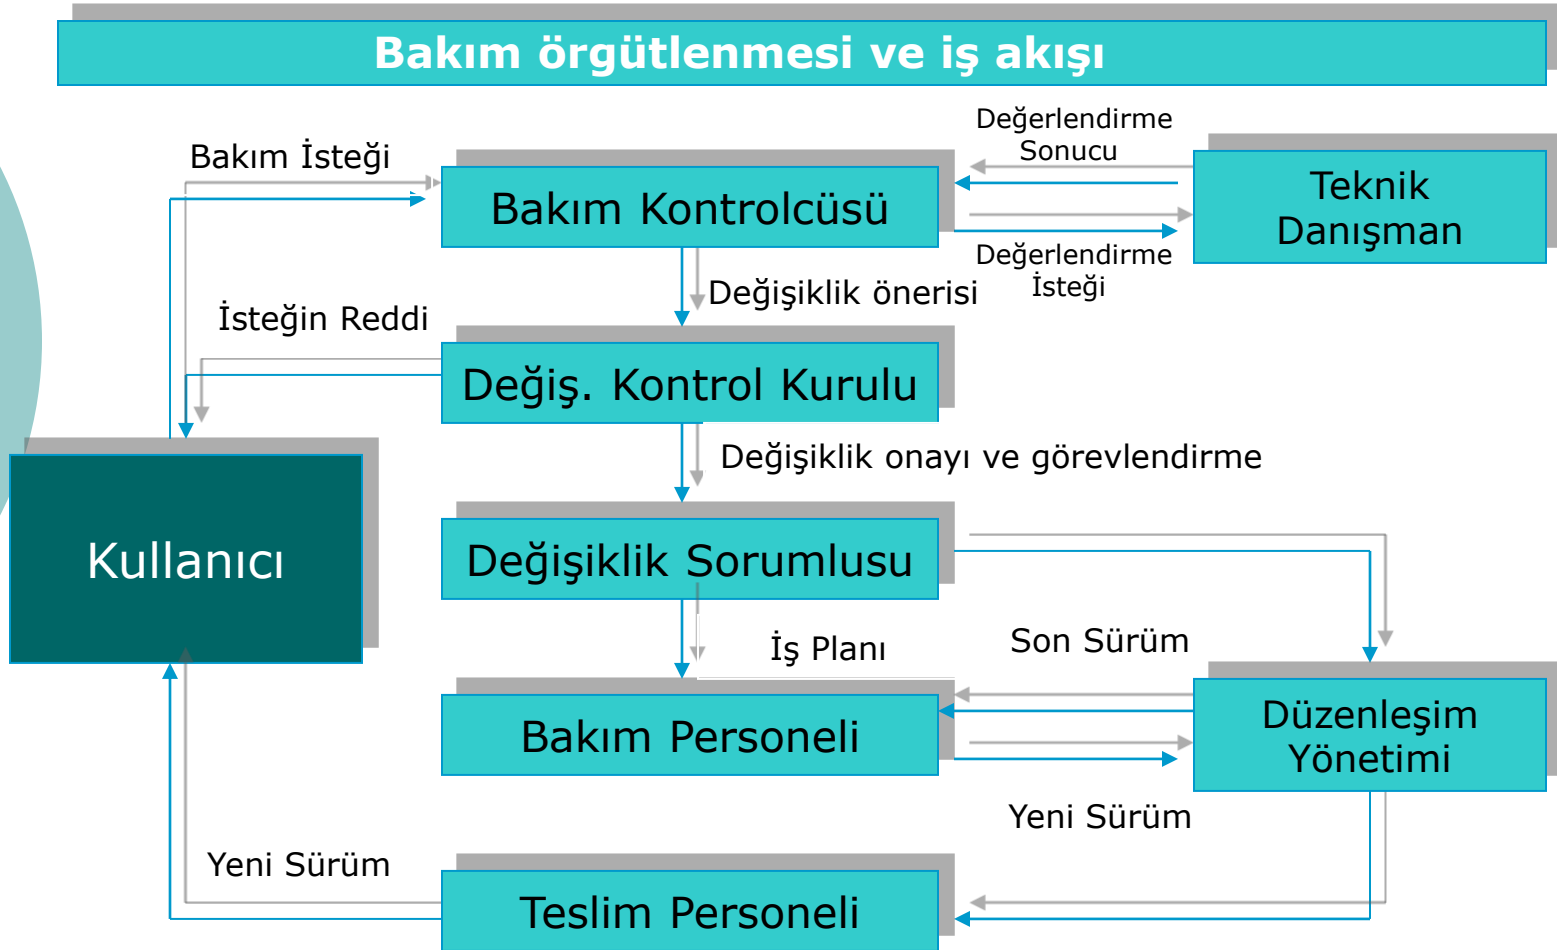 Bakım örgütlenmesi ve iş akışı
Değerlendirme
Sonucu
Bakım İsteği
Bakım Kontrolcüsü
Teknik
Danışman
Değerlendirme
İsteği
Değişiklik önerisi
İsteğin Reddi
Değiş. Kontrol Kurulu
Değişiklik onayı ve görevlendirme
Kullanıcı
Değişiklik Sorumlusu
İş Planı
Son Sürüm
Bakım Personeli
Düzenleşim
Yönetimi
Yeni Sürüm
Yeni Sürüm
Teslim Personeli